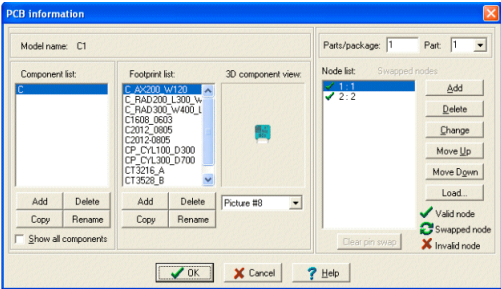 PCB information
Model name: C1
Parts/package: 1 Part: 1
Component list:
C
Add Delete
Copy Rename
Show all components
Footprint list:
C_AX200_W120
C_RAD200_L300_W
C_RAD300_W400_L
C1608_0603
C2012_0805
C2012-0805
CP_CYL100_D300
CP_CYL300_D700
CT3216_A
CT3528_B
Add Delete
Copy Rename
3D component view:
Picture #8
Node list: Swapped nodes
1 : 1
2 : 2
Add
Delete
Change
Move Up
Move Down
Load...
Valid node
Swapped node
Invalid node
Clear pin swap
OK Cancel Help